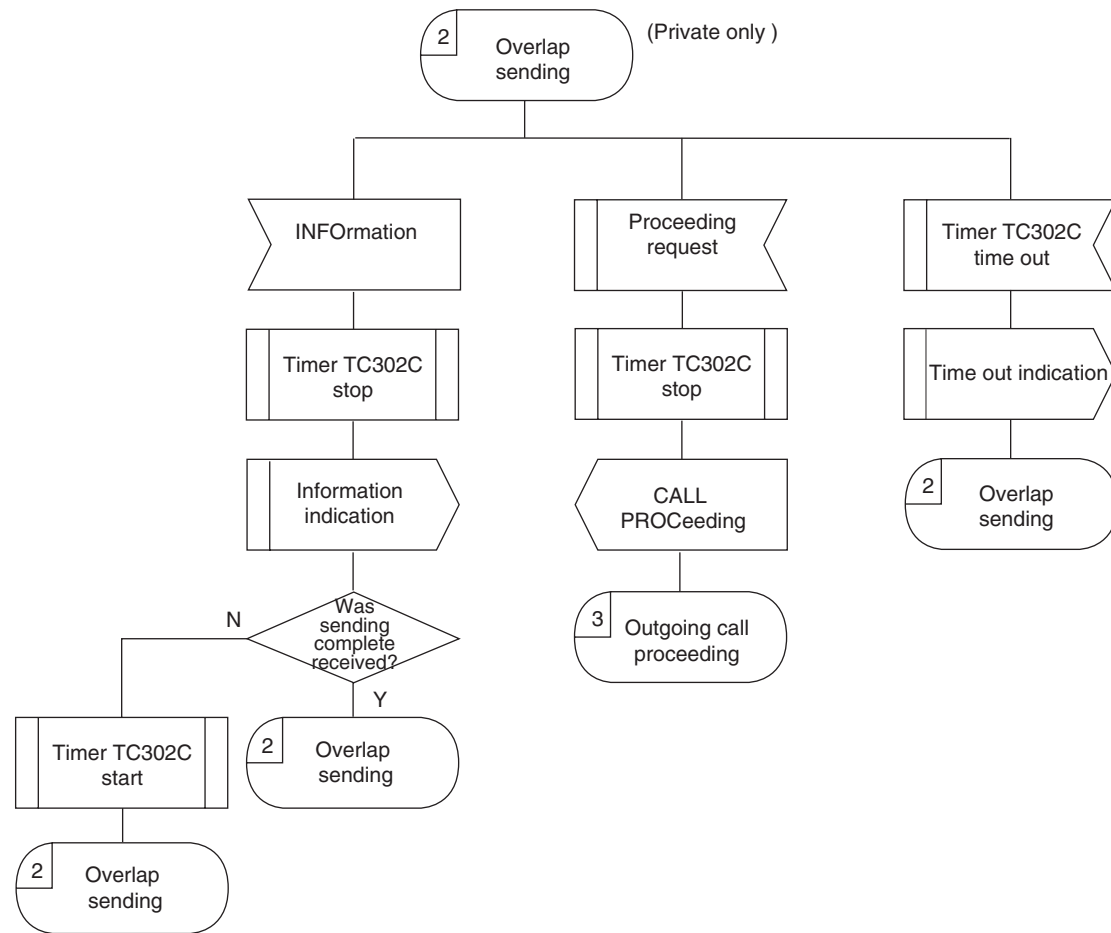 2
Overlap
sending
(Private only )
INFOrmation
Proceeding
request
Timer TC302C
time out
Timer TC302C
stop
Timer TC302C
stop
Time out indication
Information
indication
CALL
PROCeeding
2
Overlap
sending
N
Was
sending
complete
received?
Y
3
Outgoing call
proceeding
Timer TC302C
start
2
Overlap
sending
2
Overlap
sending